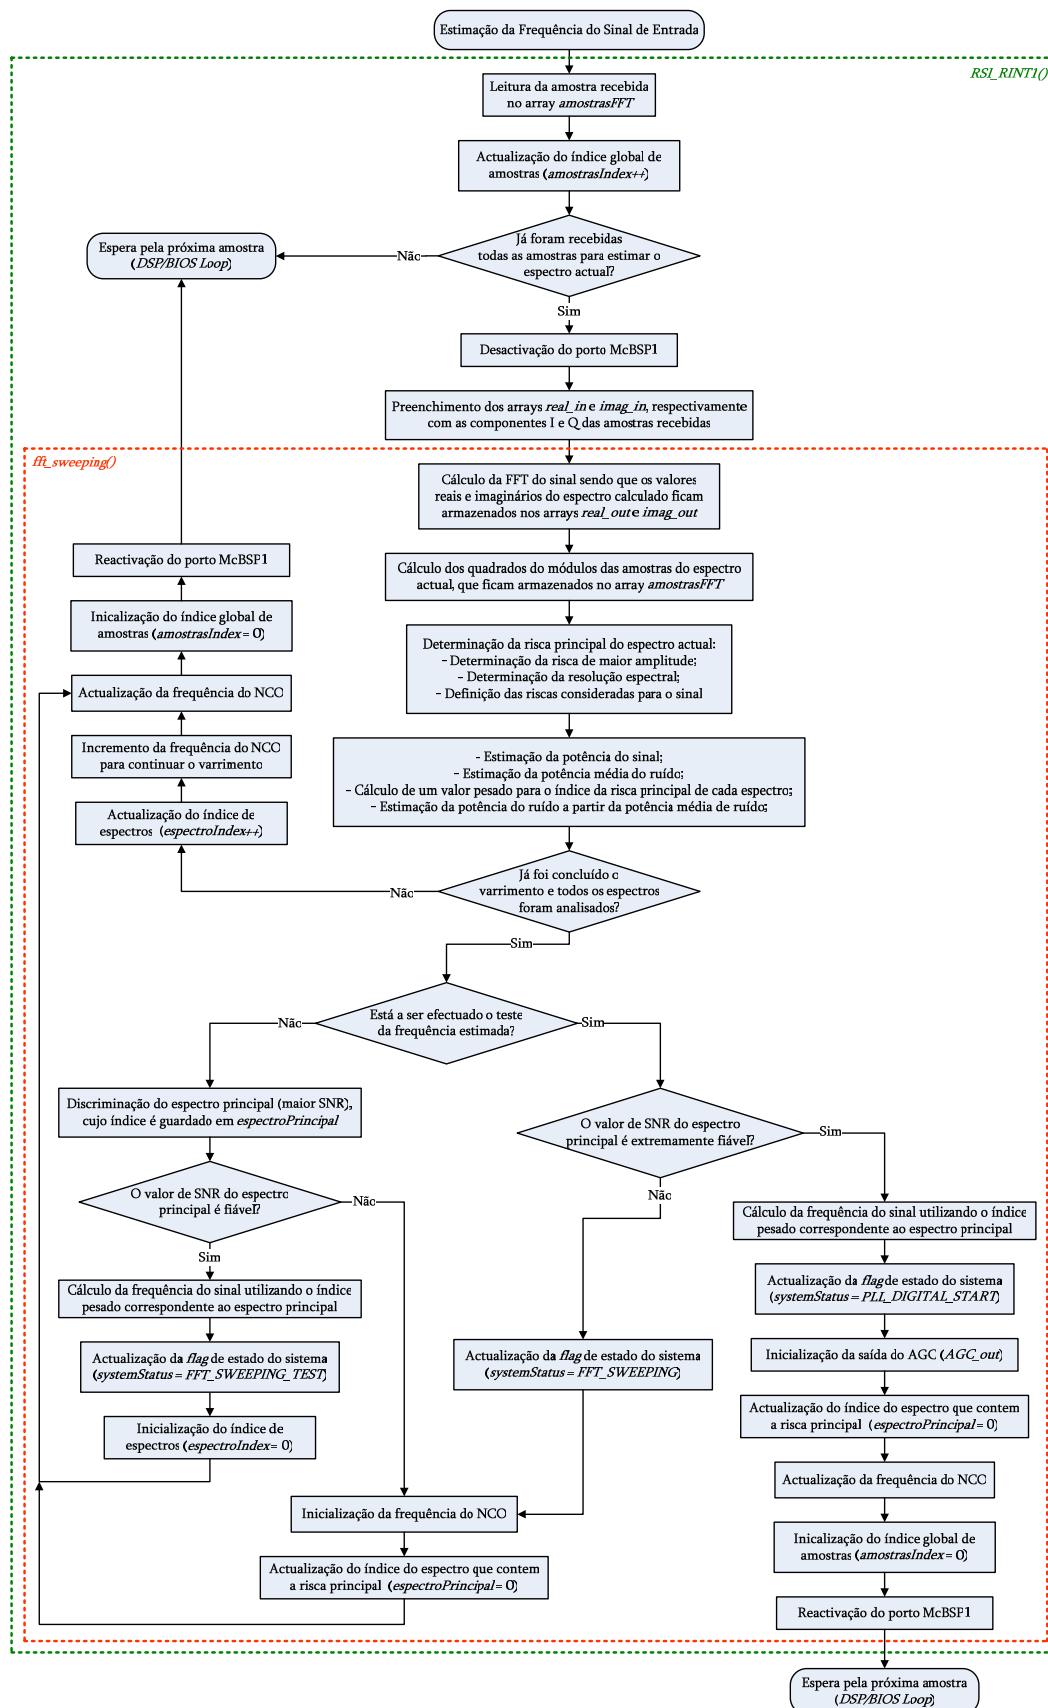 Estimação da Frequência do Sinal de Entrada
RSI_RINT1()
Leitura da amostra recebida
no array amostrasFFT
Actualização do índice global de
amostras (amostrasIndex++)
Já foram recebidas
todas as amostras para estimar o
espectro actual?
Não
Espera pela próxima amostra
(DSP/BIOS Loop)
Sim
Desactivação do porto McBSP1
Preenchimento dos arrays real_in e imag_in, respectivamente
com as componentes I e Q das amostras recebidas
fft_sweeping()
Cálculo da FFT do sinal sendo que os valores
reais e imaginários do espectro calculado ficam
armazenados nos arrays real_out e imag_out
Cálculo dos quadrados do módulos das amostras do espectro
actual, que ficam armazenados no array amostrasFFT
Determinação da risca principal do espectro actual:
- Determinação da risca de maior amplitude;
- Determinação da resolução espectral;
- Definição das riscas consideradas para o sinal
- Estimação da potência do sinal;
- Estimação da potência média do ruído;
- Cálculo de um valor pesado para o índice da risca principal de cada espectro;
- Estimação da potência do ruído a partir da potência média de ruído;
Já foi concluído o
varrimento e todos os espectros
foram analisados?
Não
Actualização do índice de
espectros (espectroIndex++)
Incremento da frequência do NCO
para continuar o varrimento
Actualização da frequência do NCO
Inicalização do índice global de
amostras (amostrasIndex = 0)
Reactivação do porto McBSP1
Sim
Está a ser efectuado o teste
da frequência estimada?
Não
Sim
Discriminação do espectro principal (maior SNR),
cujo índice é guardado em espectroPrincipal
O valor de SNR do espectro
principal é fiável?
Não
Sim
Cálculo da frequência do sinal utilizando o índice
pesado correspondente ao espectro principal
Actualização da flag de estado do sistema
(systemStatus = FFT_SWEEPING_TEST)
Inicialização do índice de
espectros (espectroIndex = 0)
O valor de SNR do espectro
principal é extremamente fiável?
Sim
Não
Actualização da flag de estado do sistema
(systemStatus = FFT_SWEEPING)
Inicialização da frequência do NCO
Actualização do índice do espectro que contem
a risca principal (espectroPrincipal = 0)
Cálculo da frequência do sinal utilizando o índice
pesado correspondente ao espectro principal
Actualização da flag de estado do sistema
(systemStatus = PLL_DIGITAL_START)
Inicialização da saída do AGC (AGC_out)
Actualização do índice do espectro que contem
a risca principal (espectroPrincipal = 0)
Actualização da frequência do NCO
Inicalização do índice global de
amostras (amostrasIndex = 0)
Reactivação do porto McBSP1
Espera pela próxima amostra
(DSP/BIOS Loop)